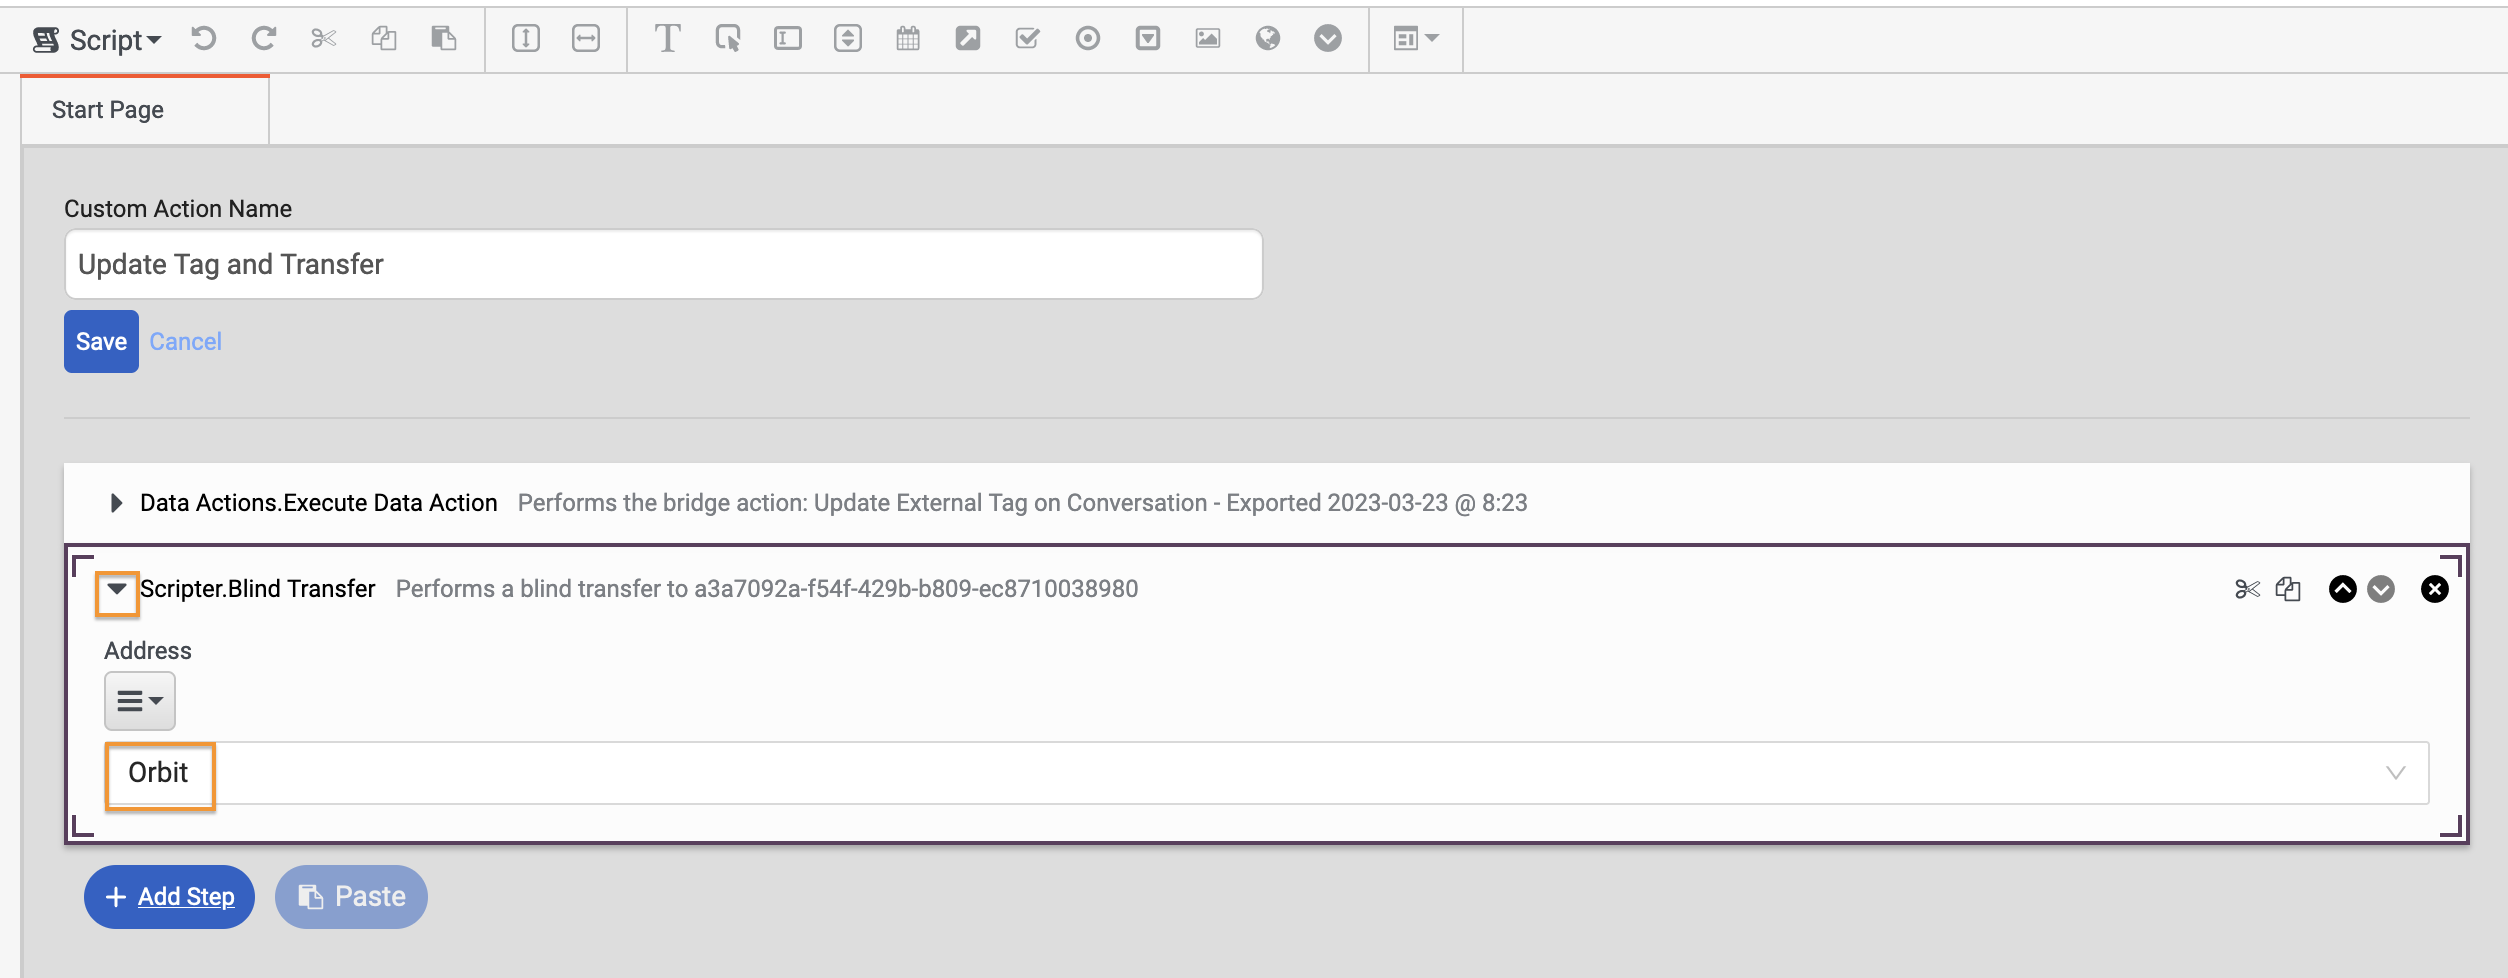 Script
Start Page
Custom Action Name
Update Tag and Transfer
Save Cancel
Data Actions.Execute Data Action Performs the bridge action: Update External Tag on Conversation - Exported 2023-03-23 @ 8:23
Scripter.Blind Transfer Performs a blind transfer to a3a7092a-f54f-429b-b809-ec8710038980
Address
Orbit
Add Step Paste